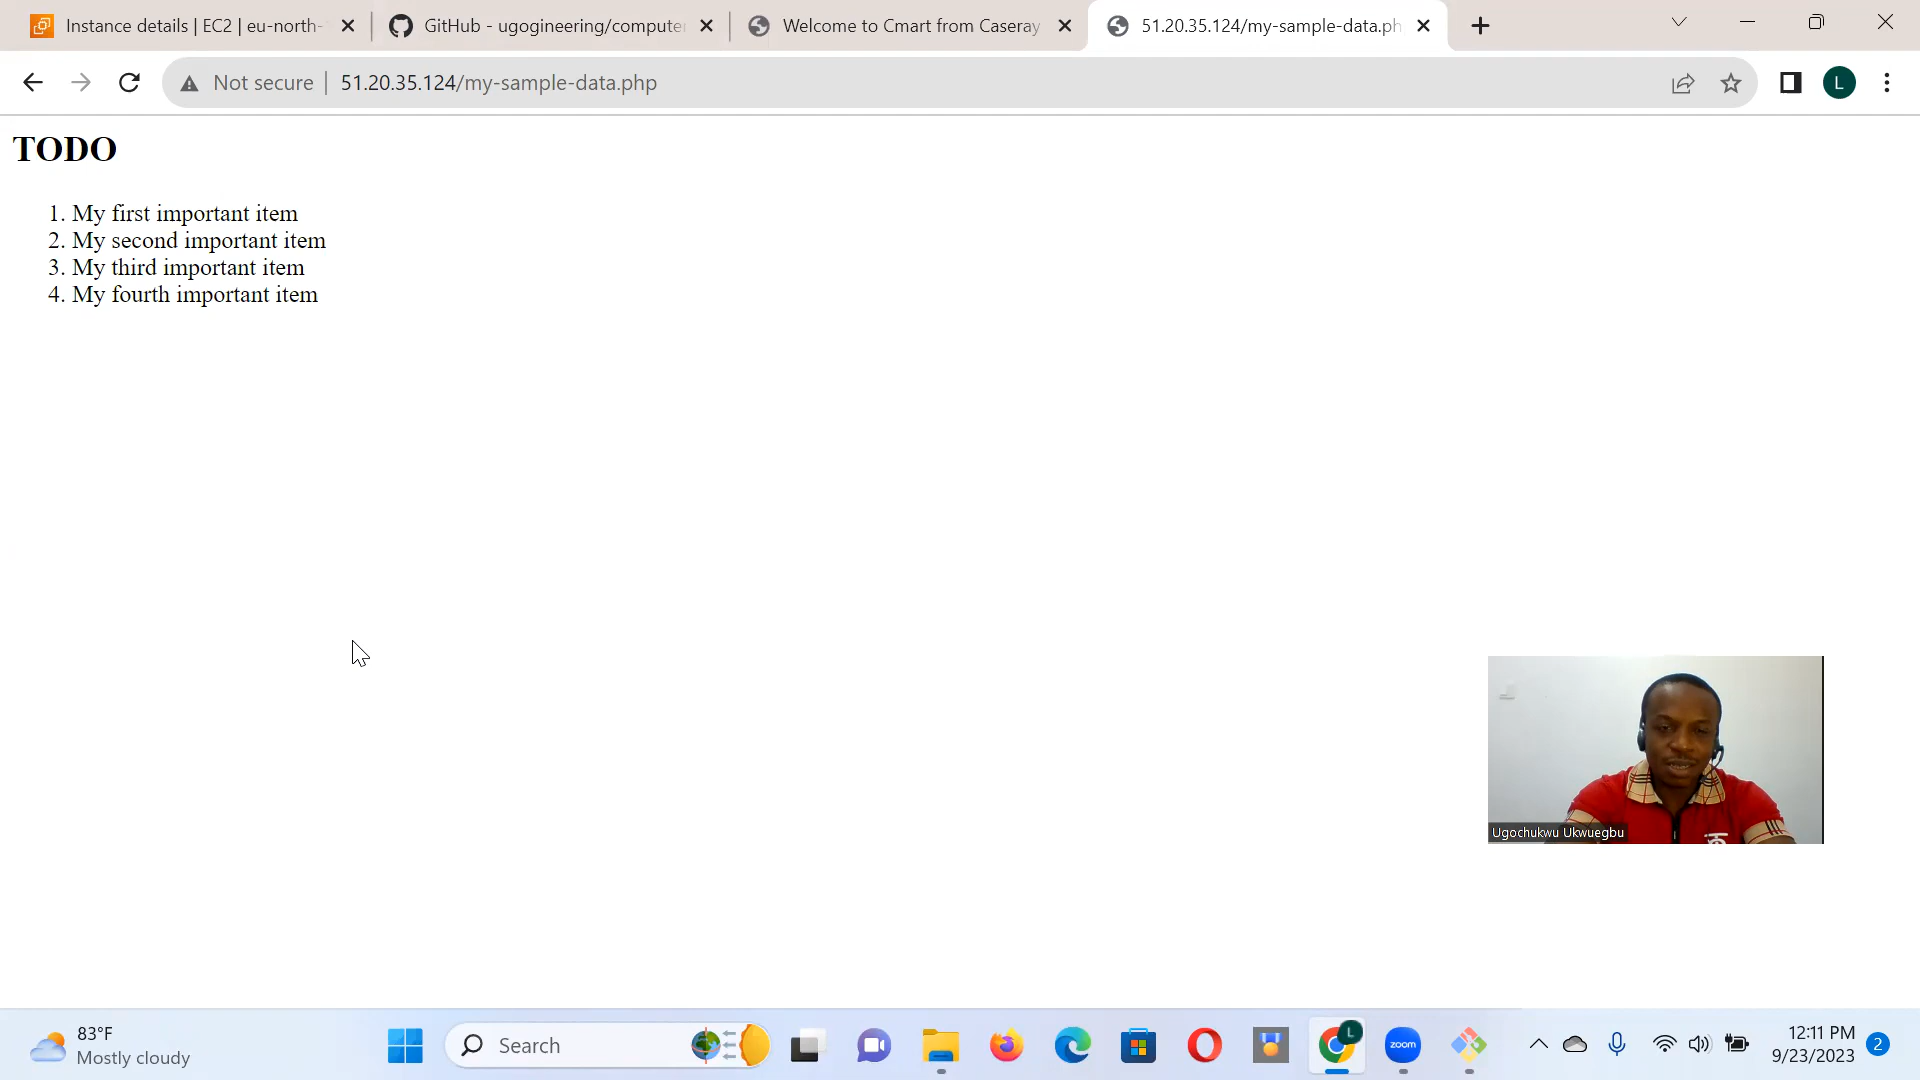 Instance details | EC2 | eu-north-
GitHub - ugogineering/compute
Welcome to Cmart from Caseray
51.20.35.124/my-sample-data.ph
Not secure | 51.20.35.124/my-sample-data.php
L
TODO
1. My first important item
2. My second important item
3. My third important item
4. My fourth important item
Ugochukwu Ukwuegbu
83°F
Mostly cloudy
Search
L
zoom
12:11 PM
9/23/2023
2